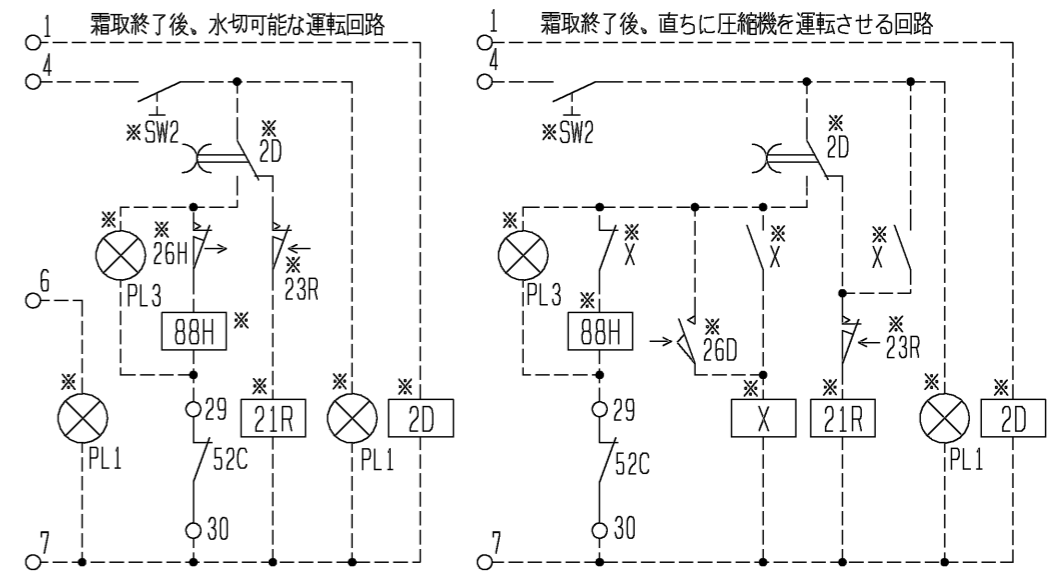 霜取終了後、水切可能な運転回路
1
4
※SW2
※
2D
※
※
26H
※
23R
6
PL3
88H ※
※
※
※
※
29
21R
2D
PL1
52C
PL1
30
7
霜取終了後、直ちに圧縮機を運転させる回路
1
4
※SW2
※
2D
※
※
X
※
X
※
X
PL3
※
88H
※
26D
※
23R
※
※
※
29
X
21R
2D
52C
PL1
30
7